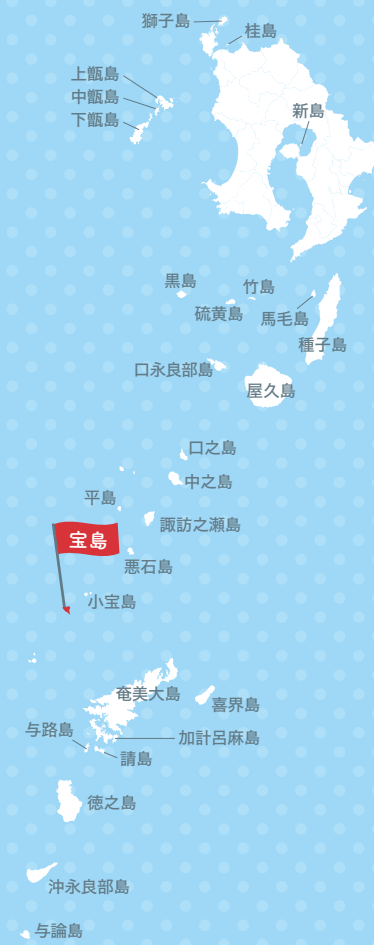 獅子島
桂島
上甑島
中甑島
下甑島
新島
黒島
竹島
硫黄島
馬毛島
種子島
口永良部島
屋久島
口之島
中之島
平島
諏訪之瀬島
宝島
悪石島
小宝島
奄美大島
喜界島
与路島
加計呂麻島
請島
徳之島
沖永良部島
与論島